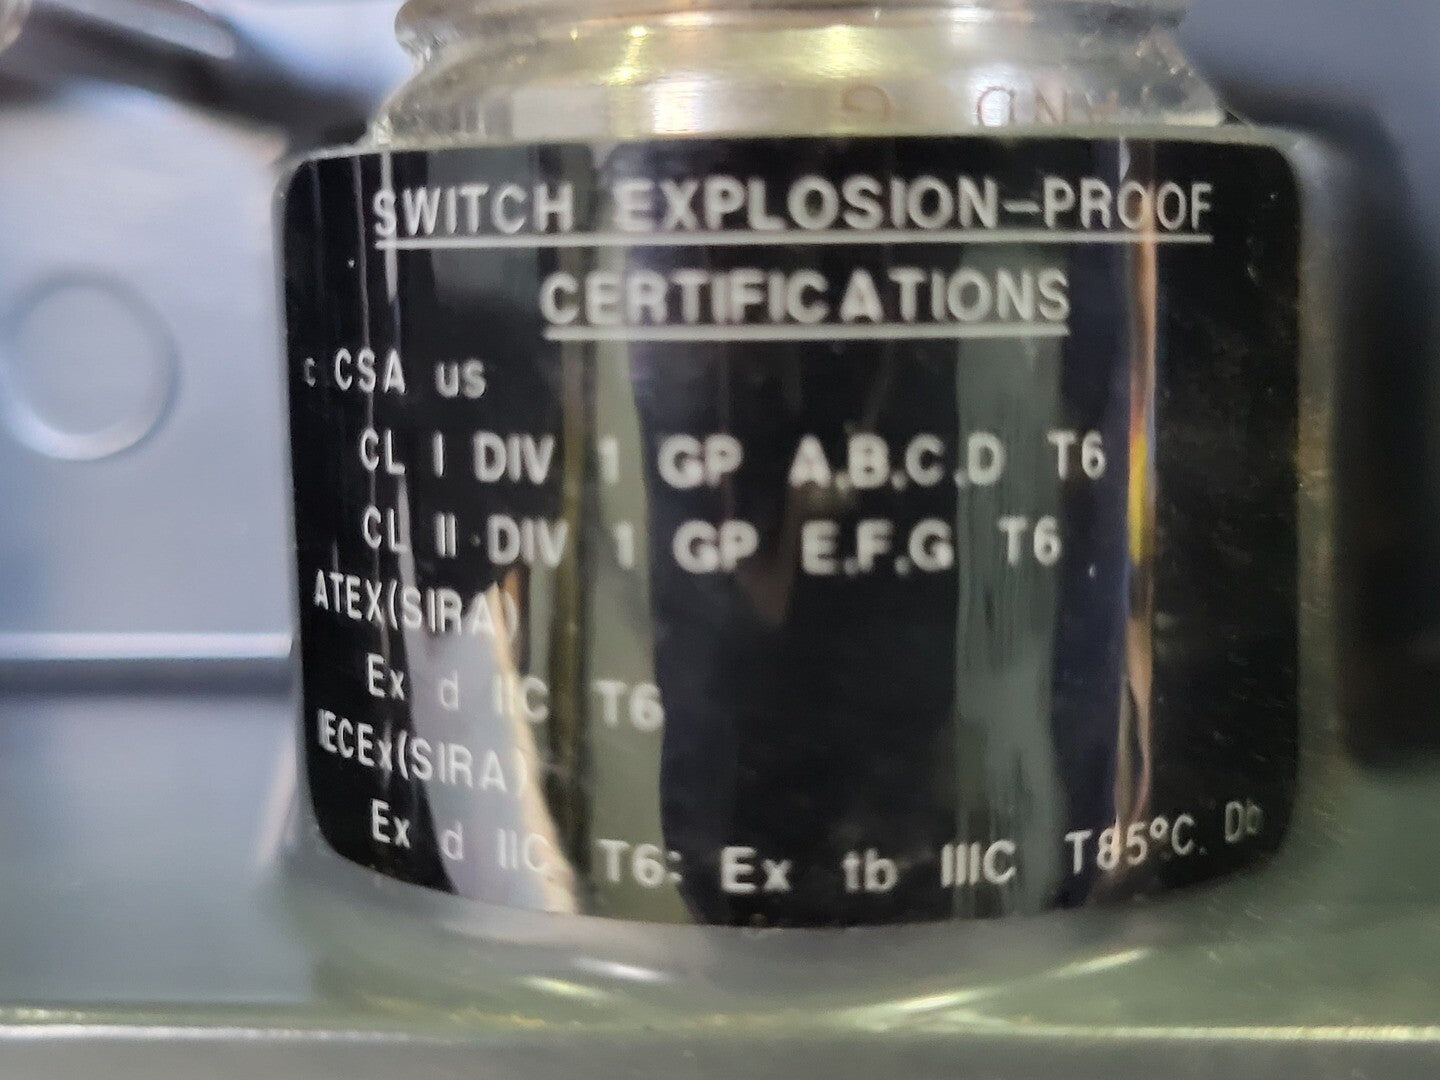 SWITCH EXPLOSION-PROOF
CERTIFICATIONS
c CSA us
CL I DIV 1 GP A,B,C,D T6
CL II DIV 1 GP E,F,G T6
ATEX(SIRA)
Ex d IIC T6
IECEx(SIRA)
Ex d IIC T6: Ex tb IIIC T85°C. Db